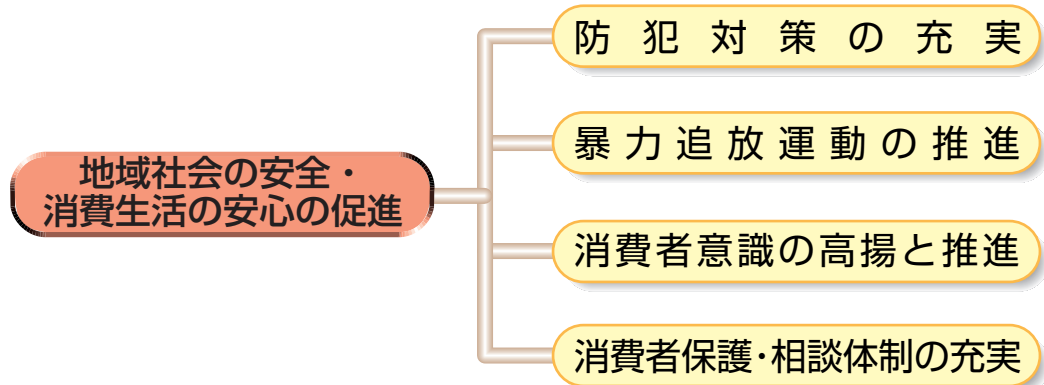 地域社会の安全・
消費生活の安心の促進
防犯対策の充実
暴力追放運動の推進
消費者意識の高揚と推進
消費者保護・相談体制の充実